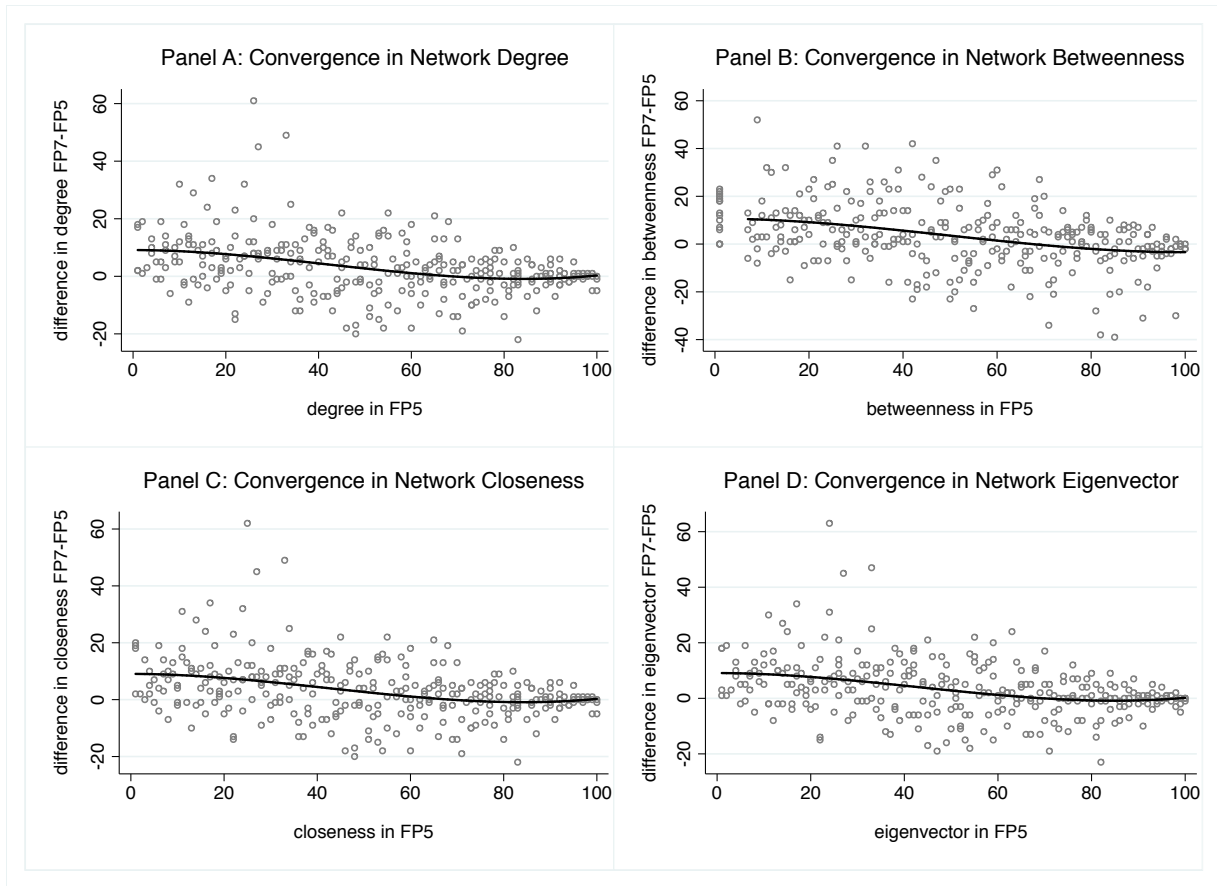 Panel A: Convergence in Network Degree
difference in degree FP7-FP5
60
40
20
0
-20
0 20 40 60 80 100
degree in FP5
Panel B: Convergence in Network Betweenness
difference in betweenness FP7-FP5
60
40
20
0
-20
-40
0 20 40 60 80 100
betweenness in FP5
Panel C: Convergence in Network Closeness
difference in closeness FP7-FP5
60
40
20
0
-20
0 20 40 60 80 100
closeness in FP5
Panel D: Convergence in Network Eigenvector
difference in eigenvector FP7-FP5
60
40
20
0
-20
0 20 40 60 80 100
eigenvector in FP5